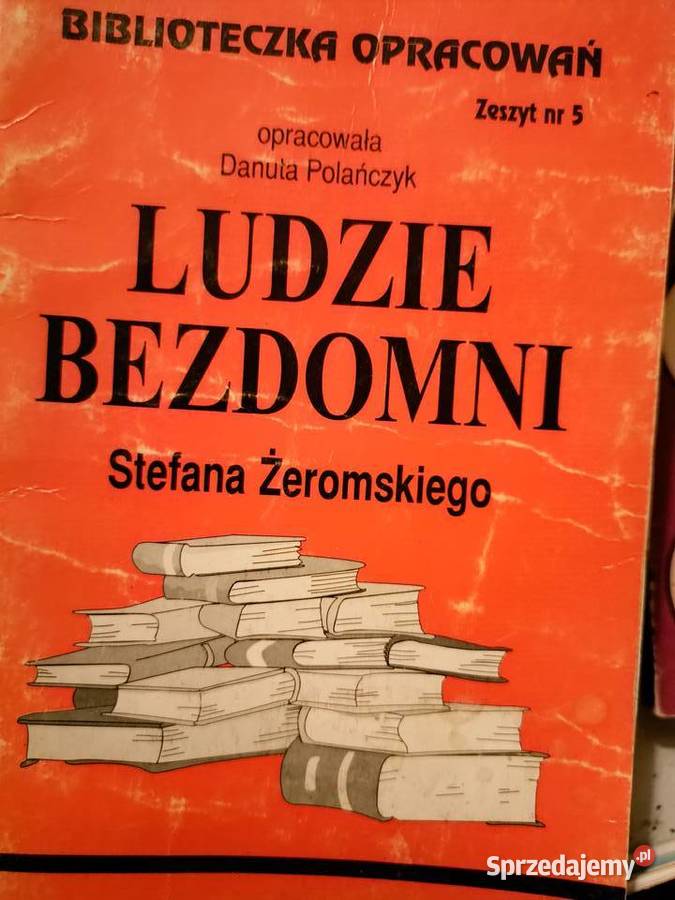 BIBLIOTECZKA OPRACOWAŃ
Zeszyt nr 5
opracowała
Danuta Polańczyk
LUDZIE
BEZDOMNI
Stefana Żeromskiego
Sprzedajemy.pl